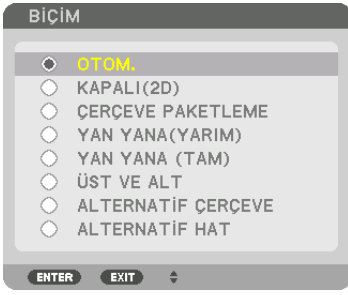 BİÇİM
OTOM.
KAPALI(2D)
ÇERÇEVE PAKETLEME
YAN YANA(YARIM)
YAN YANA (TAM)
ÜST VE ALT
ALTERNATİF ÇERÇEVE
ALTERNATİF HAT
ENTER EXIT